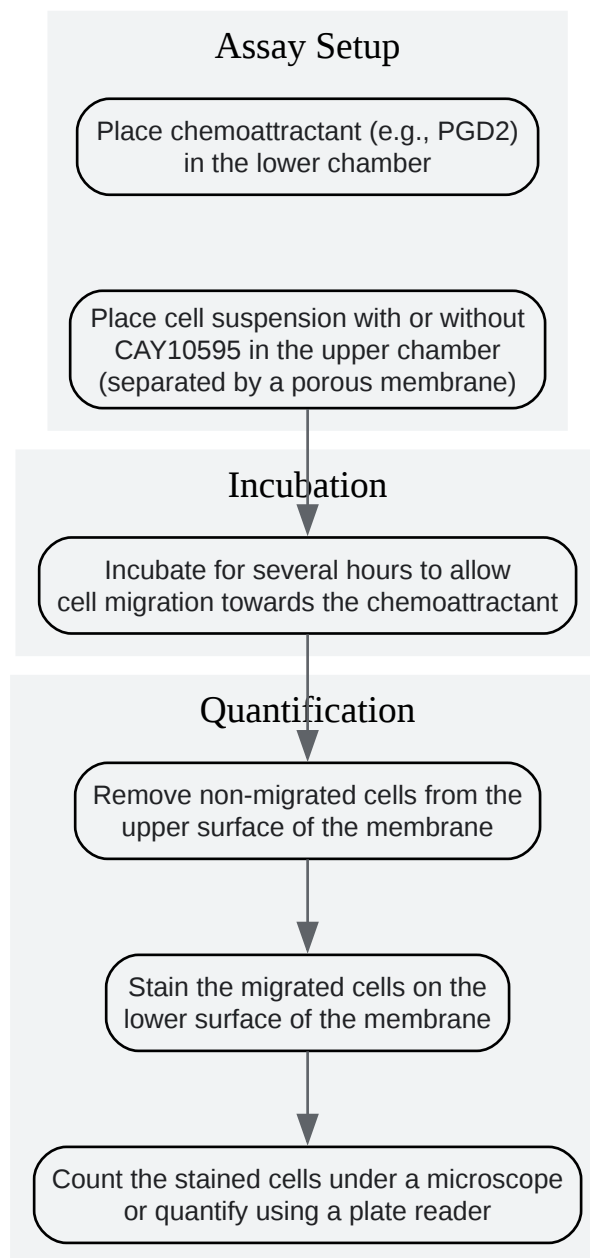 Assay Setup
Place chemoattractant (e.g., PGD2)
in the lower chamber
Place cell suspension with or without
CAY10595 in the upper chamber
(separated by a porous membrane)
Incubation
Incubate for several hours to allow
cell migration towards the chemoattractant
Quantification
Remove non-migrated cells from the
upper surface of the membrane
Stain the migrated cells on the
lower surface of the membrane
Count the stained cells under a microscope
or quantify using a plate reader